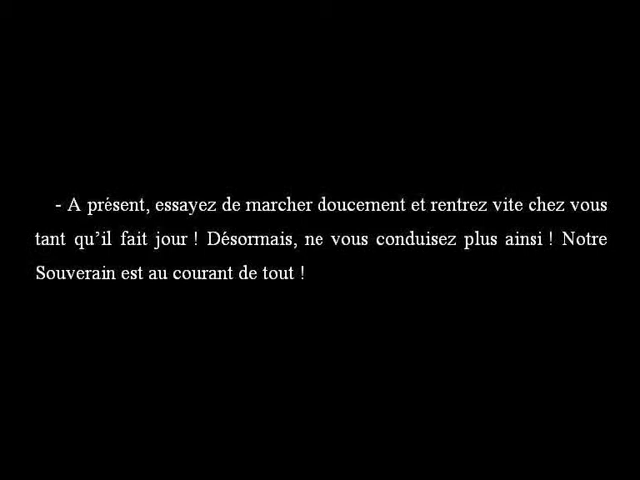 - A présent, essayez de marcher doucement et rentrez vite chez vous
tant qu’il fait jour ! Désormais, ne vous conduisez plus ainsi ! Notre
Souverain est au courant de tout !